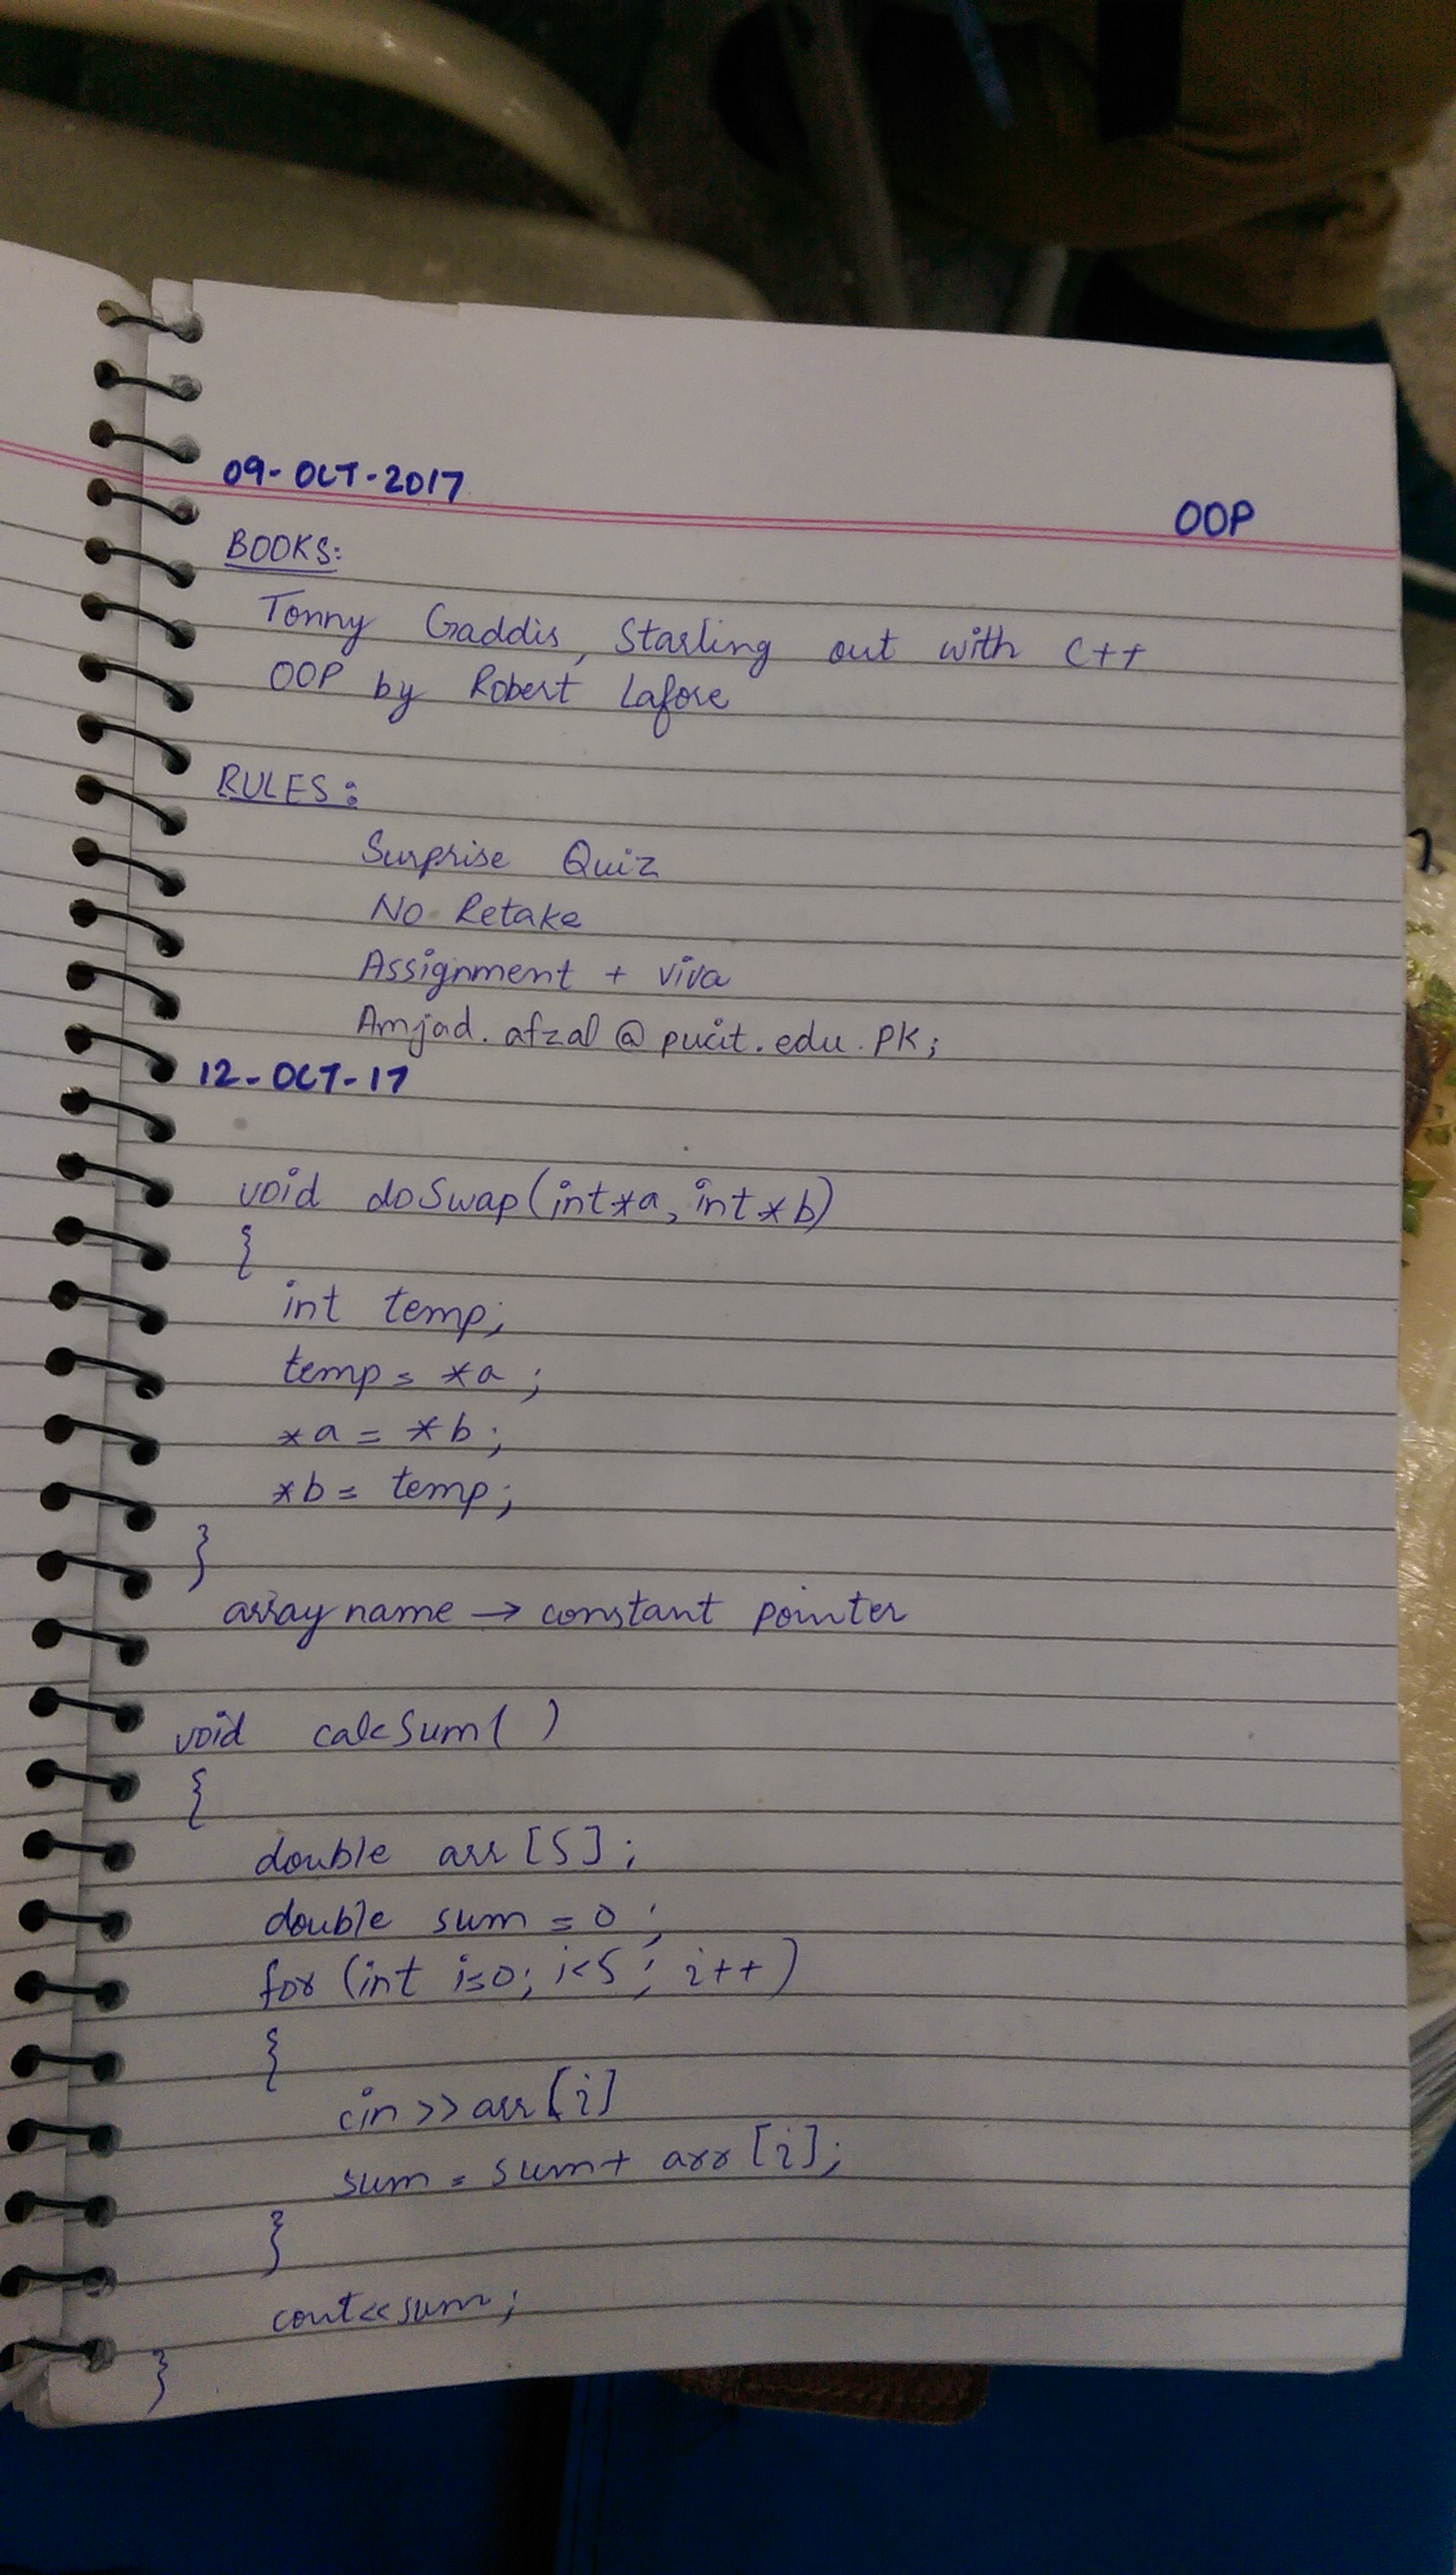 09-OCT-2017
OOP
BOOKS:
Tonny Gaddis, Starling out with C++
OOP by Robert Lafore
RULES:
Surprise Quiz
No Retake
Assignment + viva
Amjad.afzal@pucit.edu.pk;
12-OCT-17
void doSwap(int*a, int*b)
{
int temp;
temp = *a;
*a = *b;
*b = temp;
}
array name → constant pointer
void calcSum( )
{
double arr[5];
double sum = 0;
for (int i=0; i<5; i++)
{
cin>>arr[i]
sum = sum + arr[i];
}
cout<<sum;
}